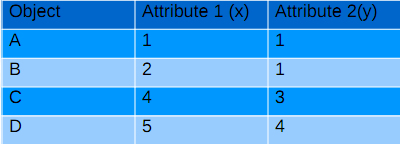 Object Attribute 1 (x) Attribute 2(y)
A 1 1
B 2 1
C 4 3
D 5 4